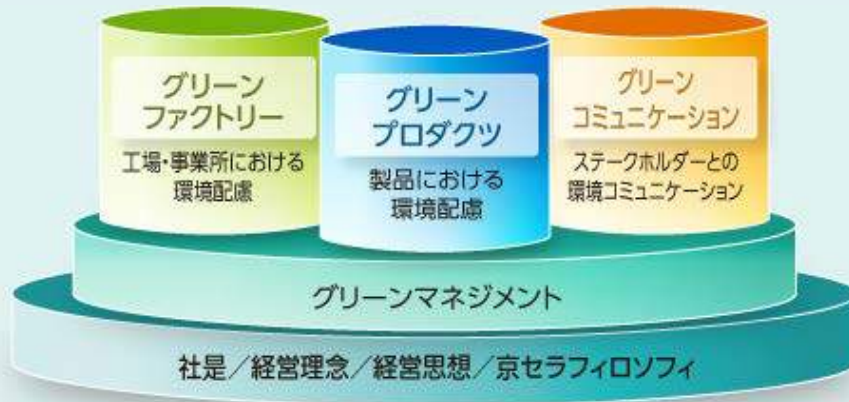 グリーン
ファクトリー
工場・事業所における
環境配慮
グリーン
プロダクツ
製品における
環境配慮
グリーン
コミュニケーション
ステークホルダーとの
環境コミュニケーション
グリーンマネジメント
社是／経営理念／経営思想／京セラフィロソフィ